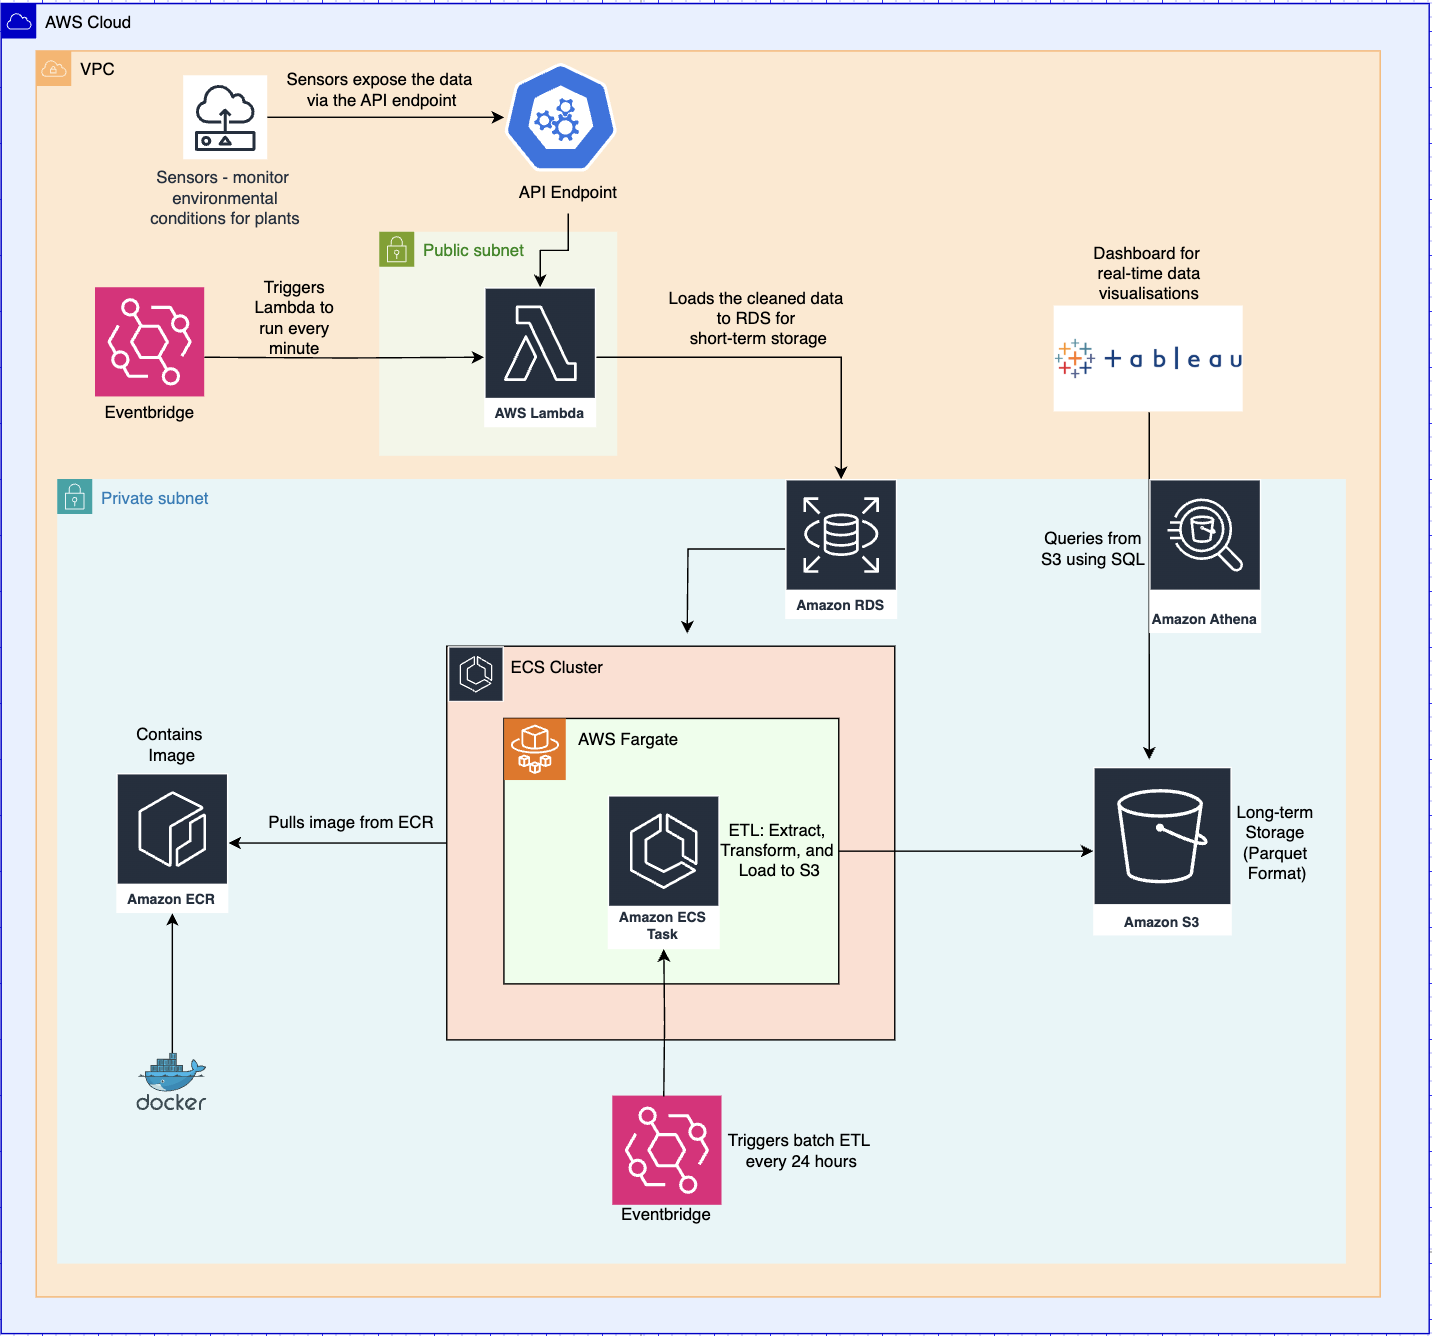 AWS Cloud
VPC
Sensors expose the data
via the API endpoint
Sensors - monitor
environmental
conditions for plants
API Endpoint
Public subnet
Triggers
Lambda to
run every
minute
Eventbridge
AWS Lambda
Loads the cleaned data
to RDS for
short-term storage
Dashboard for
real-time data
visualisations
+ a b l e a u
Private subnet
Amazon RDS
Queries from
S3 using SQL
Amazon Athena
ECS Cluster
AWS Fargate
Contains
Image
Pulls image from ECR
Amazon ECR
ETL: Extract,
Transform, and
Load to S3
Amazon ECS
Task
Long-term
Storage
(Parquet
Format)
Amazon S3
docker
Triggers batch ETL
every 24 hours
Eventbridge